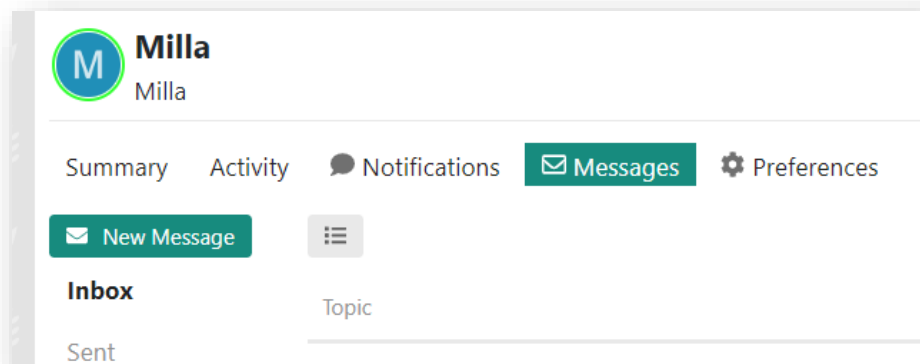 M
Milla
Milla
Summary Activity Notifications Messages Preferences
New Message
Inbox
Topic
Sent